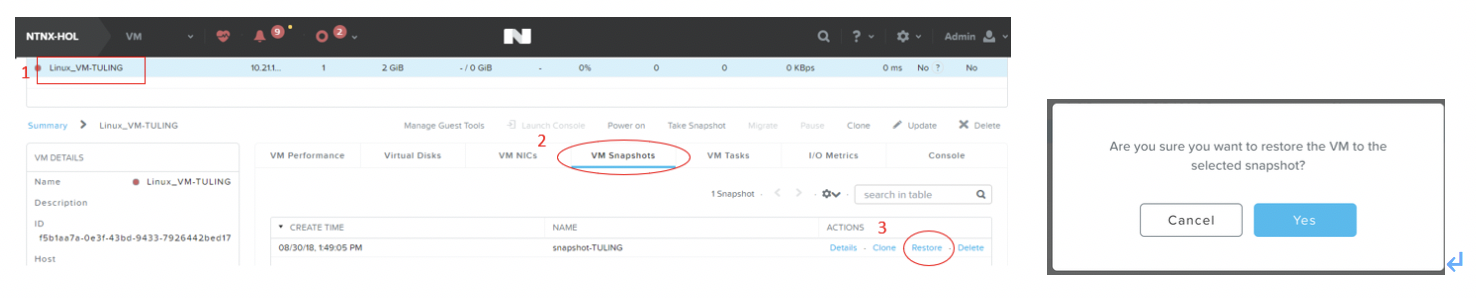 NTNX-HOL VM 9 2 N ? Admin
1 Linux_VM-TULING 10.211... 1 2 GiB - / 0 GiB - 0% 0 0 0 KBps 0 ms No ? No
Summary > Linux_VM-TULING Manage Guest Tools Launch Console Power on Take Snapshot Migrate Pause Clone Update Delete
2
VM DETAILS VM Performance Virtual Disks VM NICs VM Snapshots VM Tasks I/O Metrics Console
Name Linux_VM-TULING
1 Snapshot · < > · · search in table
Description
ID
CREATE TIME NAME ACTIONS 3
f5b1aa7a-0e3f-43bd-9433-7926442bed17
08/30/18, 1:49:05 PM snapshot-TULING Details · Clone · Restore · Delete
Host
Are you sure you want to restore the VM to the
selected snapshot?
Cancel Yes